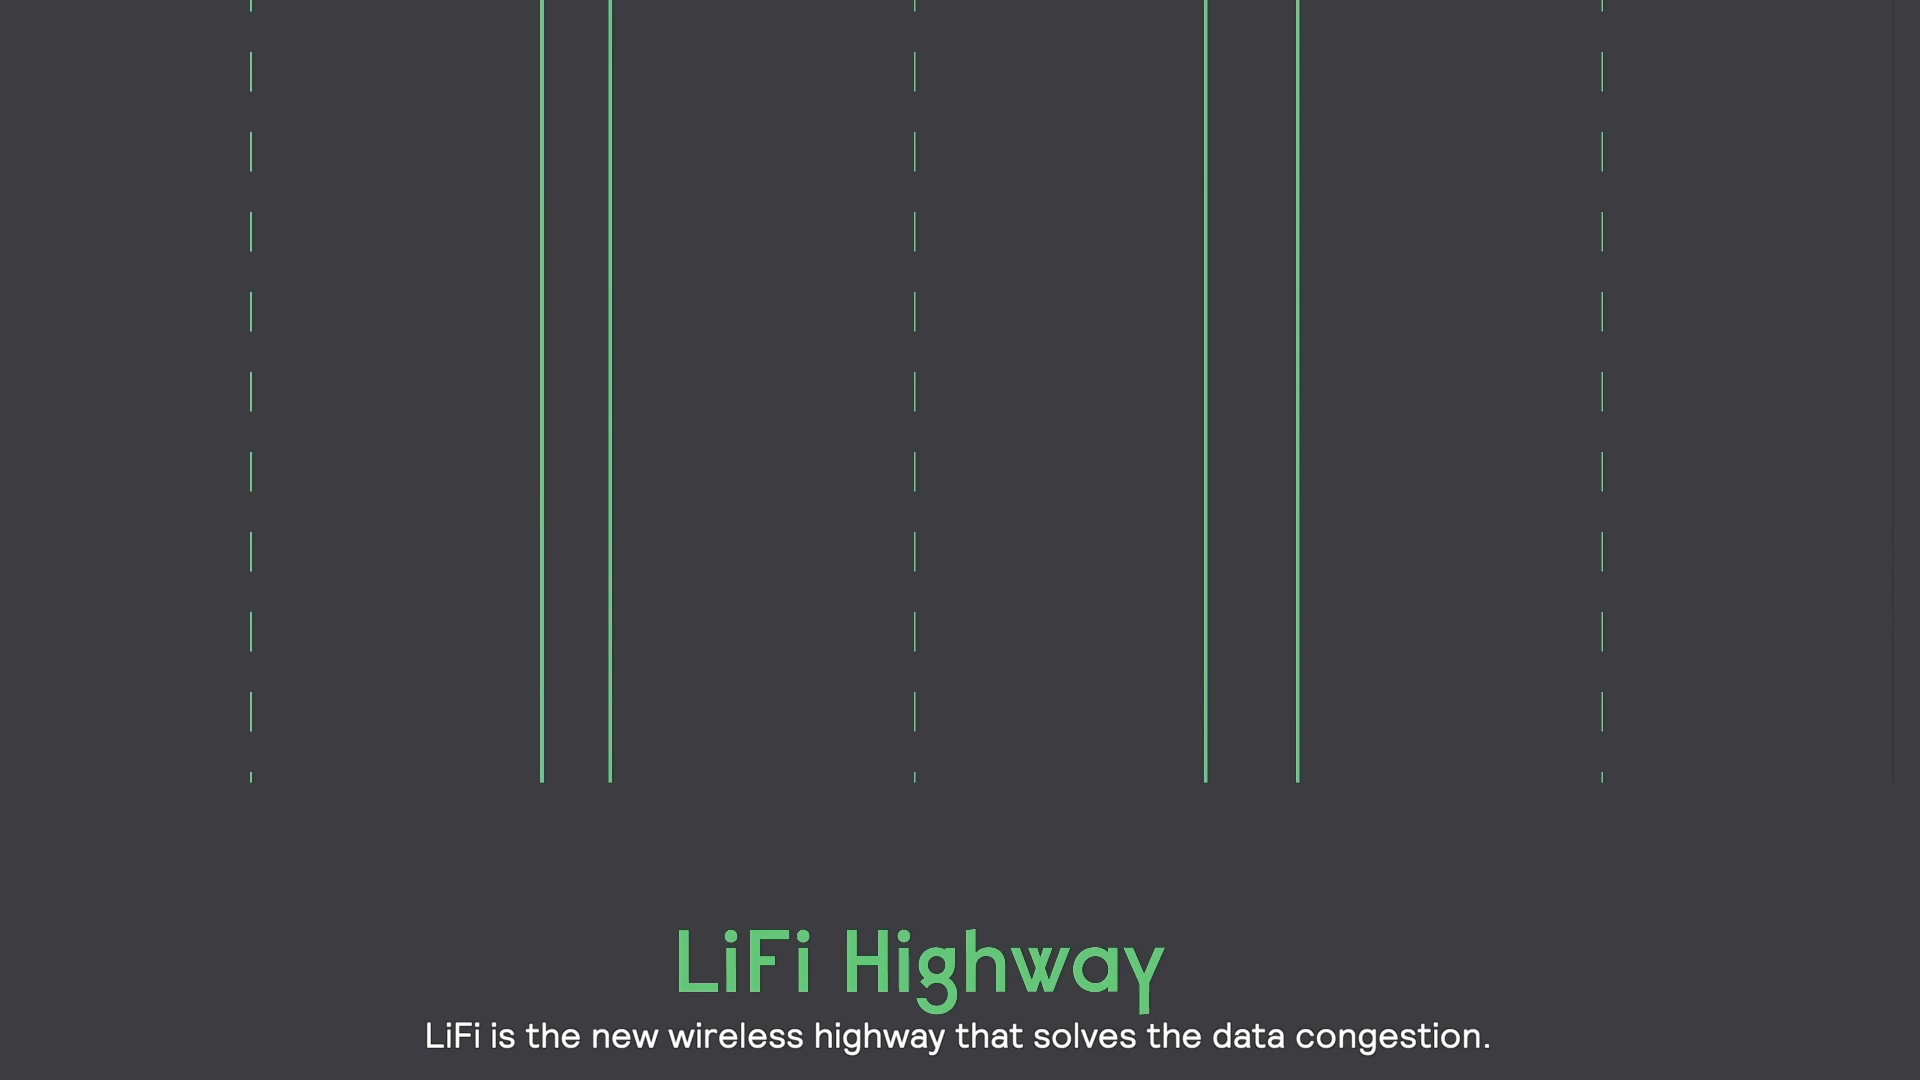 LiFi Highway
LiFi is the new wireless highway that solves the data congestion.